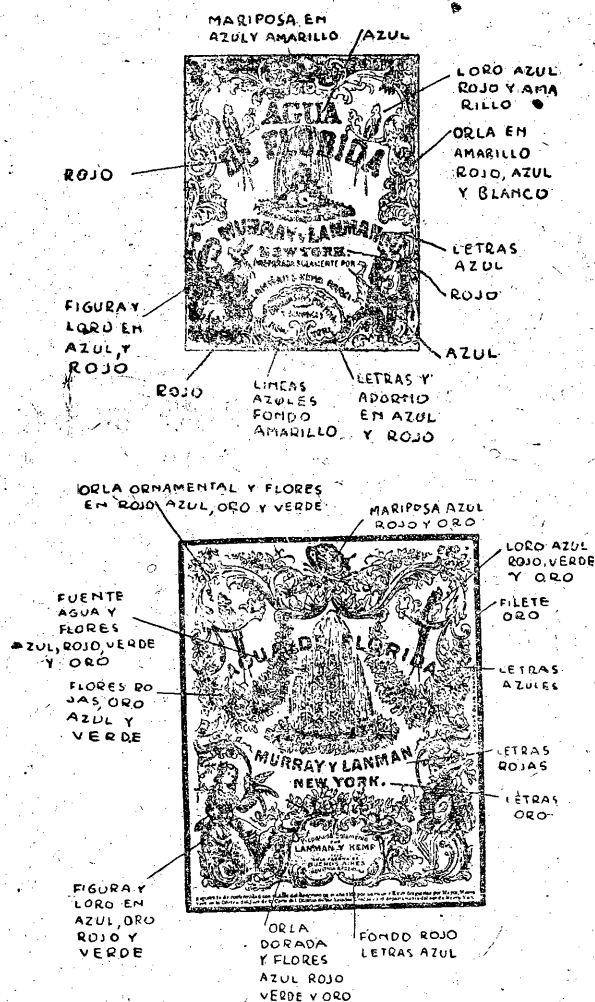 MARIPOSA EN
AZUL Y AMARILLO
AZUL
LORO AZUL
ROJO Y AMA
RILLO
ORLA EN
AMARILLO
ROJO, AZUL
Y BLANCO
ROJO
AGUA
DE FLORIDA
MURRAY Y LANMAN
NEW YORK.
PREPARADA SOLAMENTE POR
LETRAS
AZUL
ROJO
FIGURA Y
LORO EN
AZUL, Y
ROJO
AZUL
ROJO
LINEAS
AZULES
FONDO
AMARILLO
LETRAS Y
ADORNO
EN AZUL
Y ROJO
ORLA ORNAMENTAL Y FLORES
EN ROJO, AZUL, ORO Y VERDE
MARIPOSA AZUL
ROJO Y ORO
LORO AZUL
ROJO, VERDE
Y ORO
FUENTE
AGUA Y
FLORES
AZUL, ROJO, VERDE
Y ORO
FILETE
ORO
FLORES RO
JAS, ORO
AZUL Y
VERDE
LETRAS
AZULES
MURRAY Y LANMAN
NEW YORK.
LETRAS
ROJAS
LETRAS
ORO
LANMAN Y KEMP
BUENOS AIRES
FIGURA Y
LORO EN
AZUL, ORO
ROJO Y
VERDE
ORLA
DORADA
Y FLORES
AZUL ROJO
VERDE Y ORO
FONDO ROJO
LETRAS AZUL